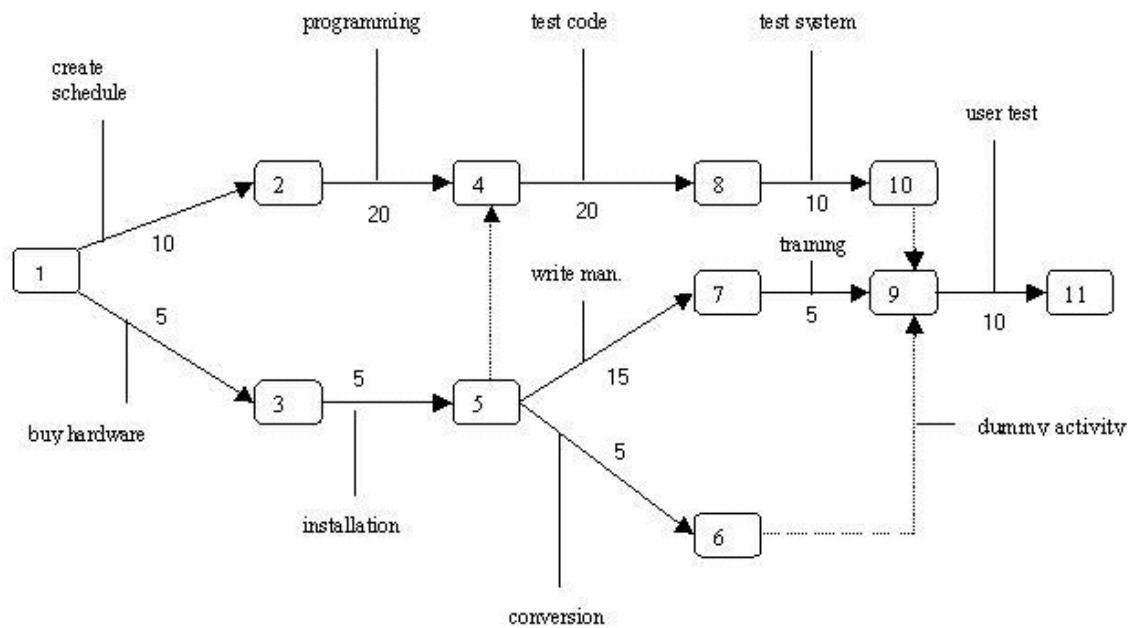 programming
test code
test system
create
schedule
user test
2
4
8
10
20
20
10
10
1
training
write man.
7
9
11
5
5
10
15
5
3
5
buy hardware
5
dummy activity
installation
6
conversion